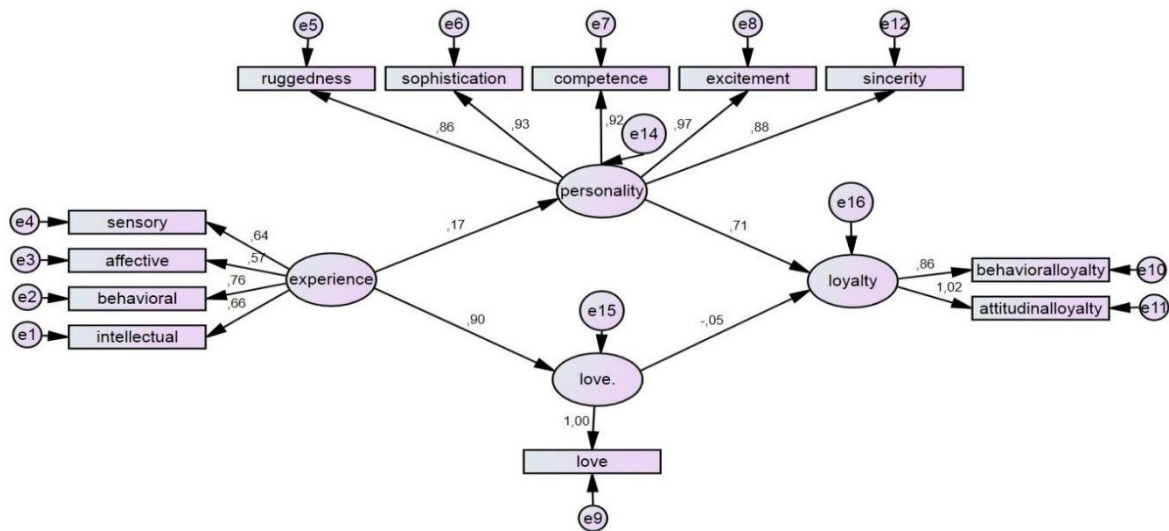 e5
e6
e7
e8
e12
ruggedness
sophistication
competence
excitement
sincerity
,86
,93
,92
,97
,88
e14
personality
e16
e4
sensory
,64
,17
,71
e3
affective
,57
experience
loyalty
,86
behavioralloyalty
e10
e2
behavioral
,76
1,02
attitudinalloyalty
e11
e1
intellectual
,66
,90
e15
-,05
love.
1,00
love
e9